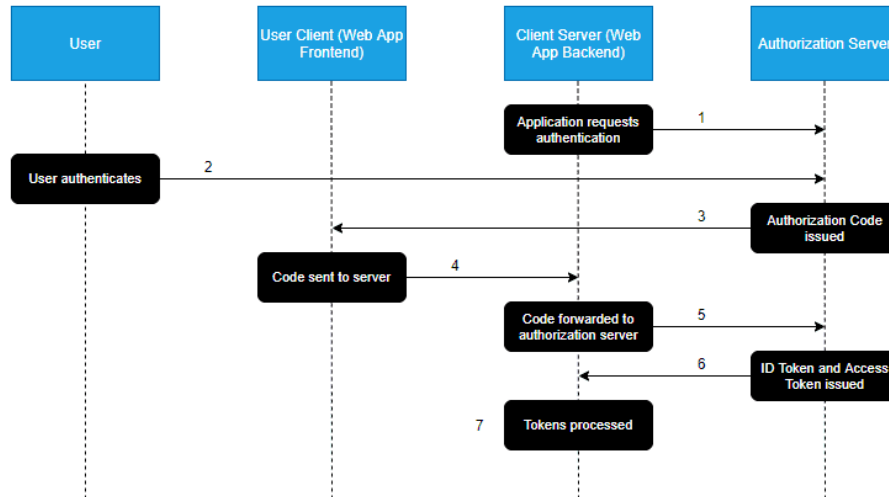 User
User Client (Web App
Frontend)
Client Server (Web
App Backend)
Authorization Server
Application requests
authentication
1
User authenticates
2
3
Authorization Code
issued
Code sent to server
4
Code forwarded to
authorization server
5
6
ID Token and Access
Token issued
7
Tokens processed